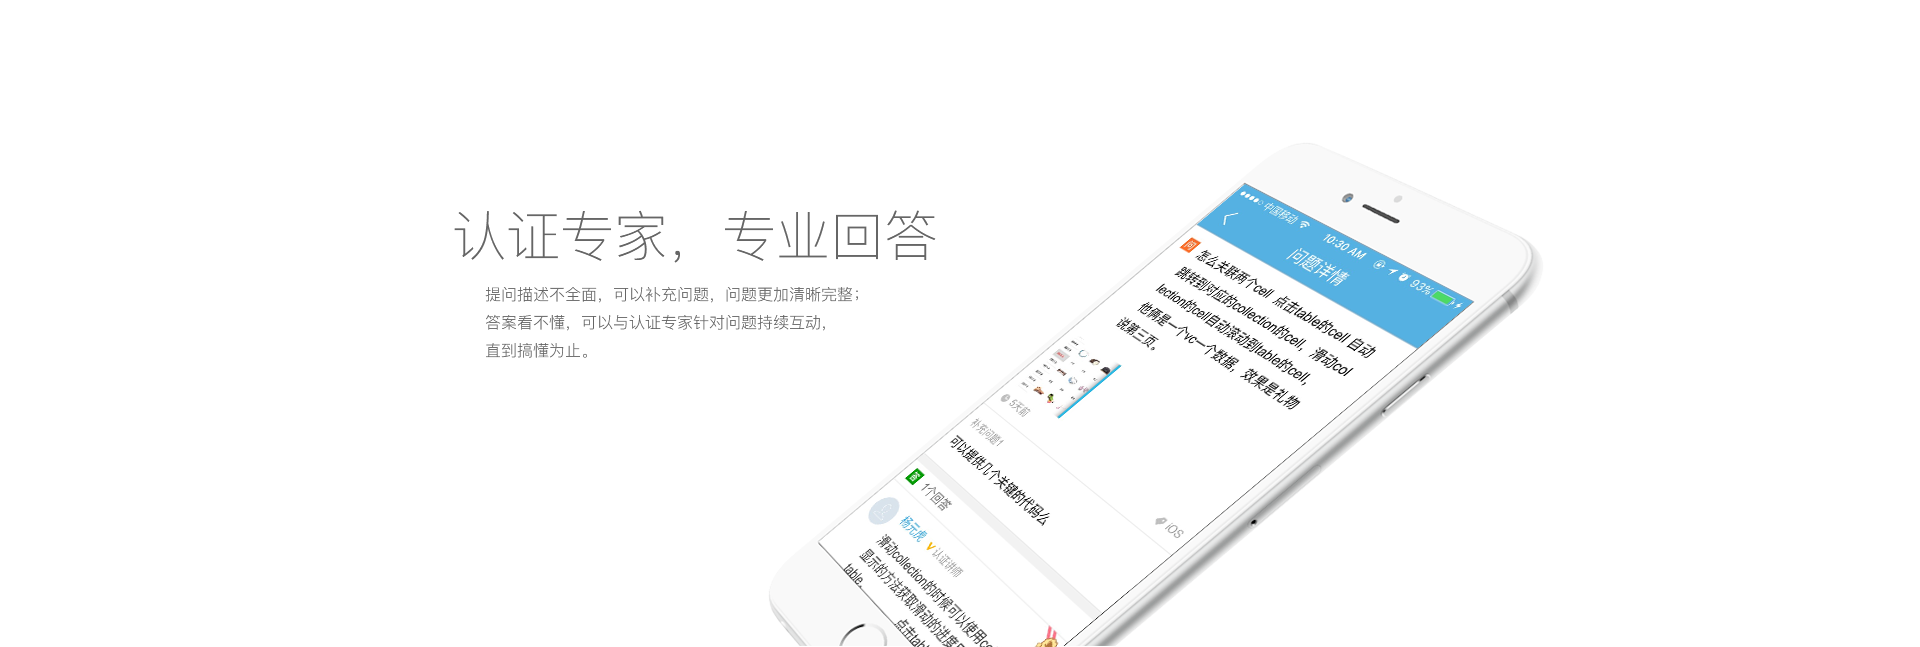 认证专家，专业回答
提问描述不全面，可以补充问题，问题更加清晰完整；
答案看不懂，可以与认证专家针对问题持续互动，
直到搞懂为止。
中国移动 10:30 AM 93%
问题详情
问 怎么关联两个cell 点击table的cell 自动
跳转到对应的collection的cell，滑动col
lection的cell自动滚动到table的cell，
他俩是一个vc一个数据，效果是礼物
说第三页。
5天前
iOS
补充问题1
可以提供几个关键的代码么
答 1个回答
杨元虎 V 认证讲师
滑动collection的时候可以使用co
显示的方法获取滑动的进度
table，
点击tabl